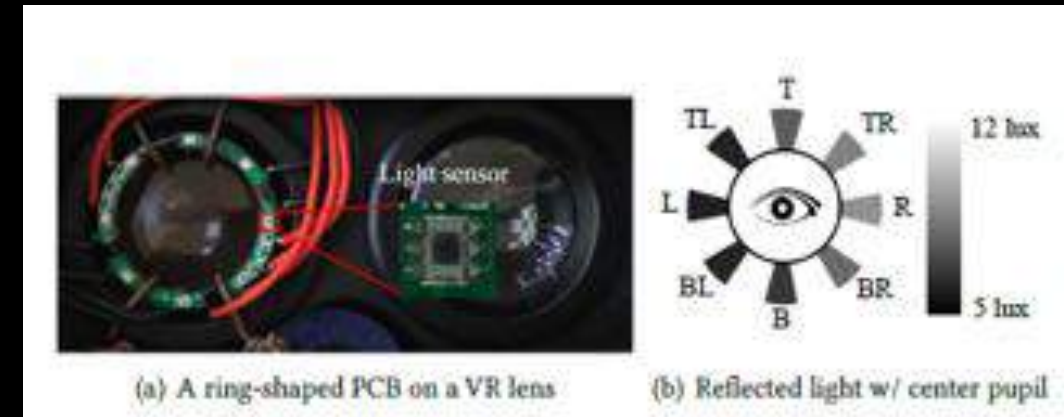 Light sensor
T
TL
TR
12 lux
L
R
BL
BR
B
5 lux
(a) A ring-shaped PCB on a VR lens
(b) Reflected light w/ center pupil